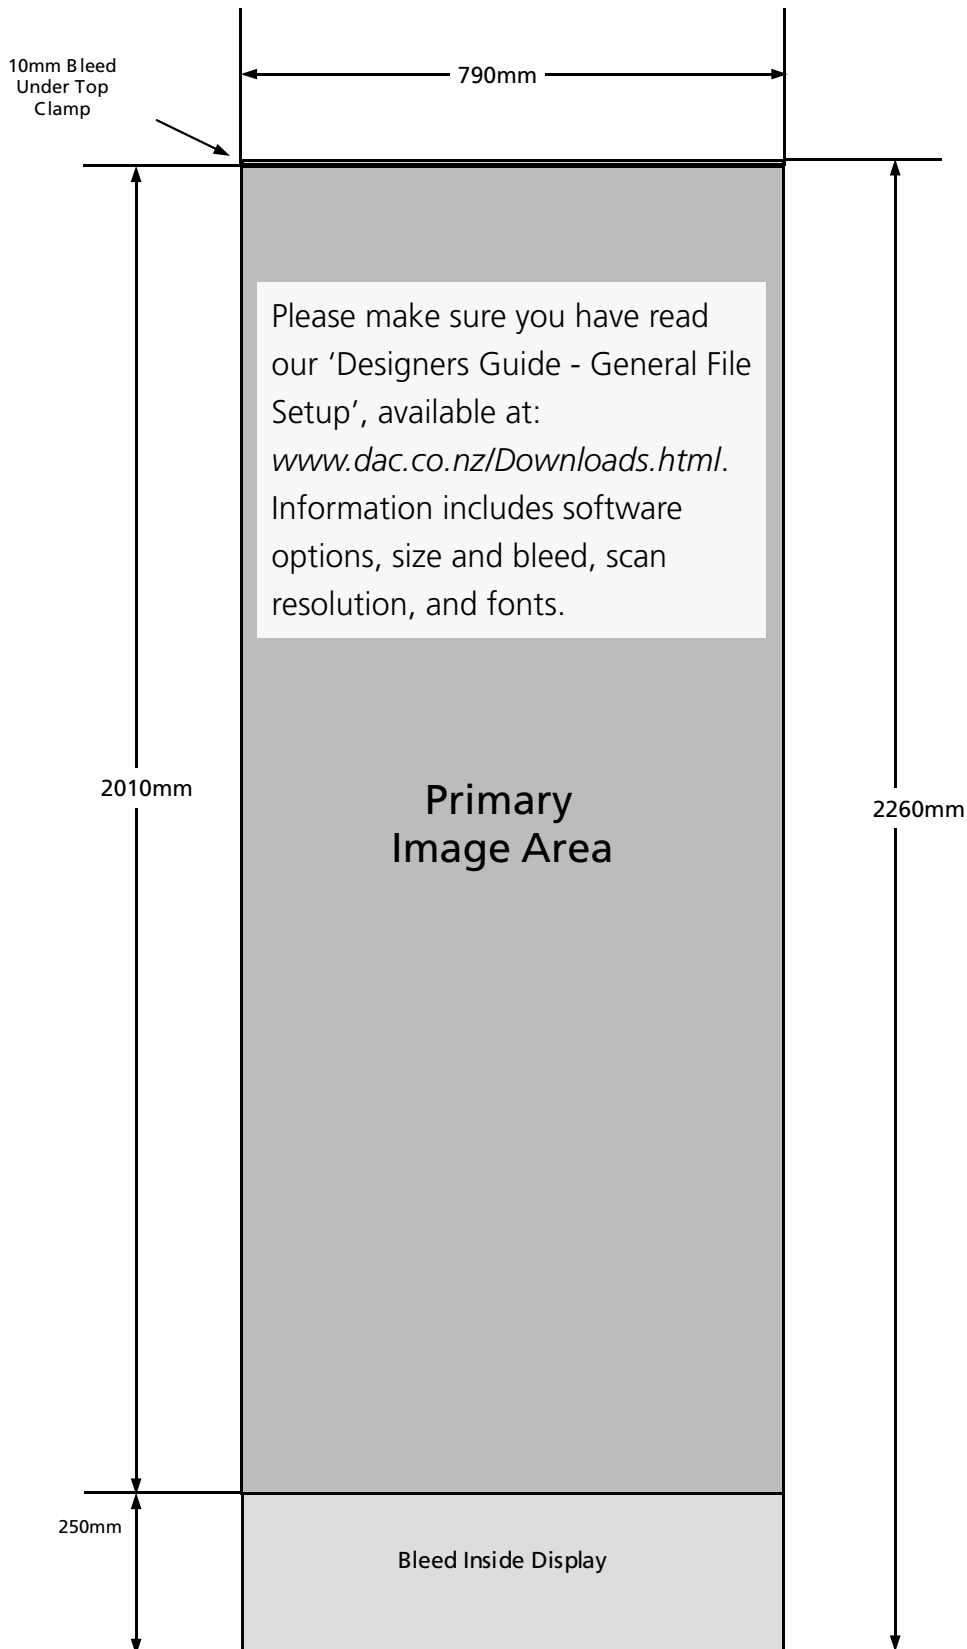 10mm Bleed
Under Top
Clamp
790mm
Please make sure you have read
our ‘Designers Guide - General File
Setup’, available at:
www.dac.co.nz/Downloads.html.
Information includes software
options, size and bleed, scan
resolution, and fonts.
2010mm
Primary
Image Area
2260mm
250mm
Bleed Inside Display